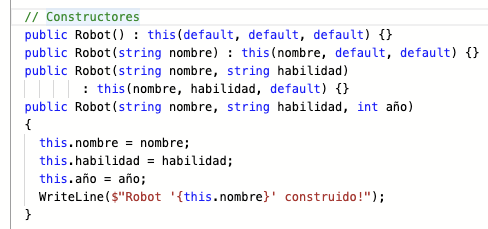 // Constructores
public Robot() : this(default, default, default) {}
public Robot(string nombre) : this(nombre, default, default) {}
public Robot(string nombre, string habilidad)
        : this(nombre, habilidad, default) {}
public Robot(string nombre, string habilidad, int año)
{
  this.nombre = nombre;
  this.habilidad = habilidad;
  this.año = año;
  WriteLine($"Robot '{this.nombre}' construido!");
}